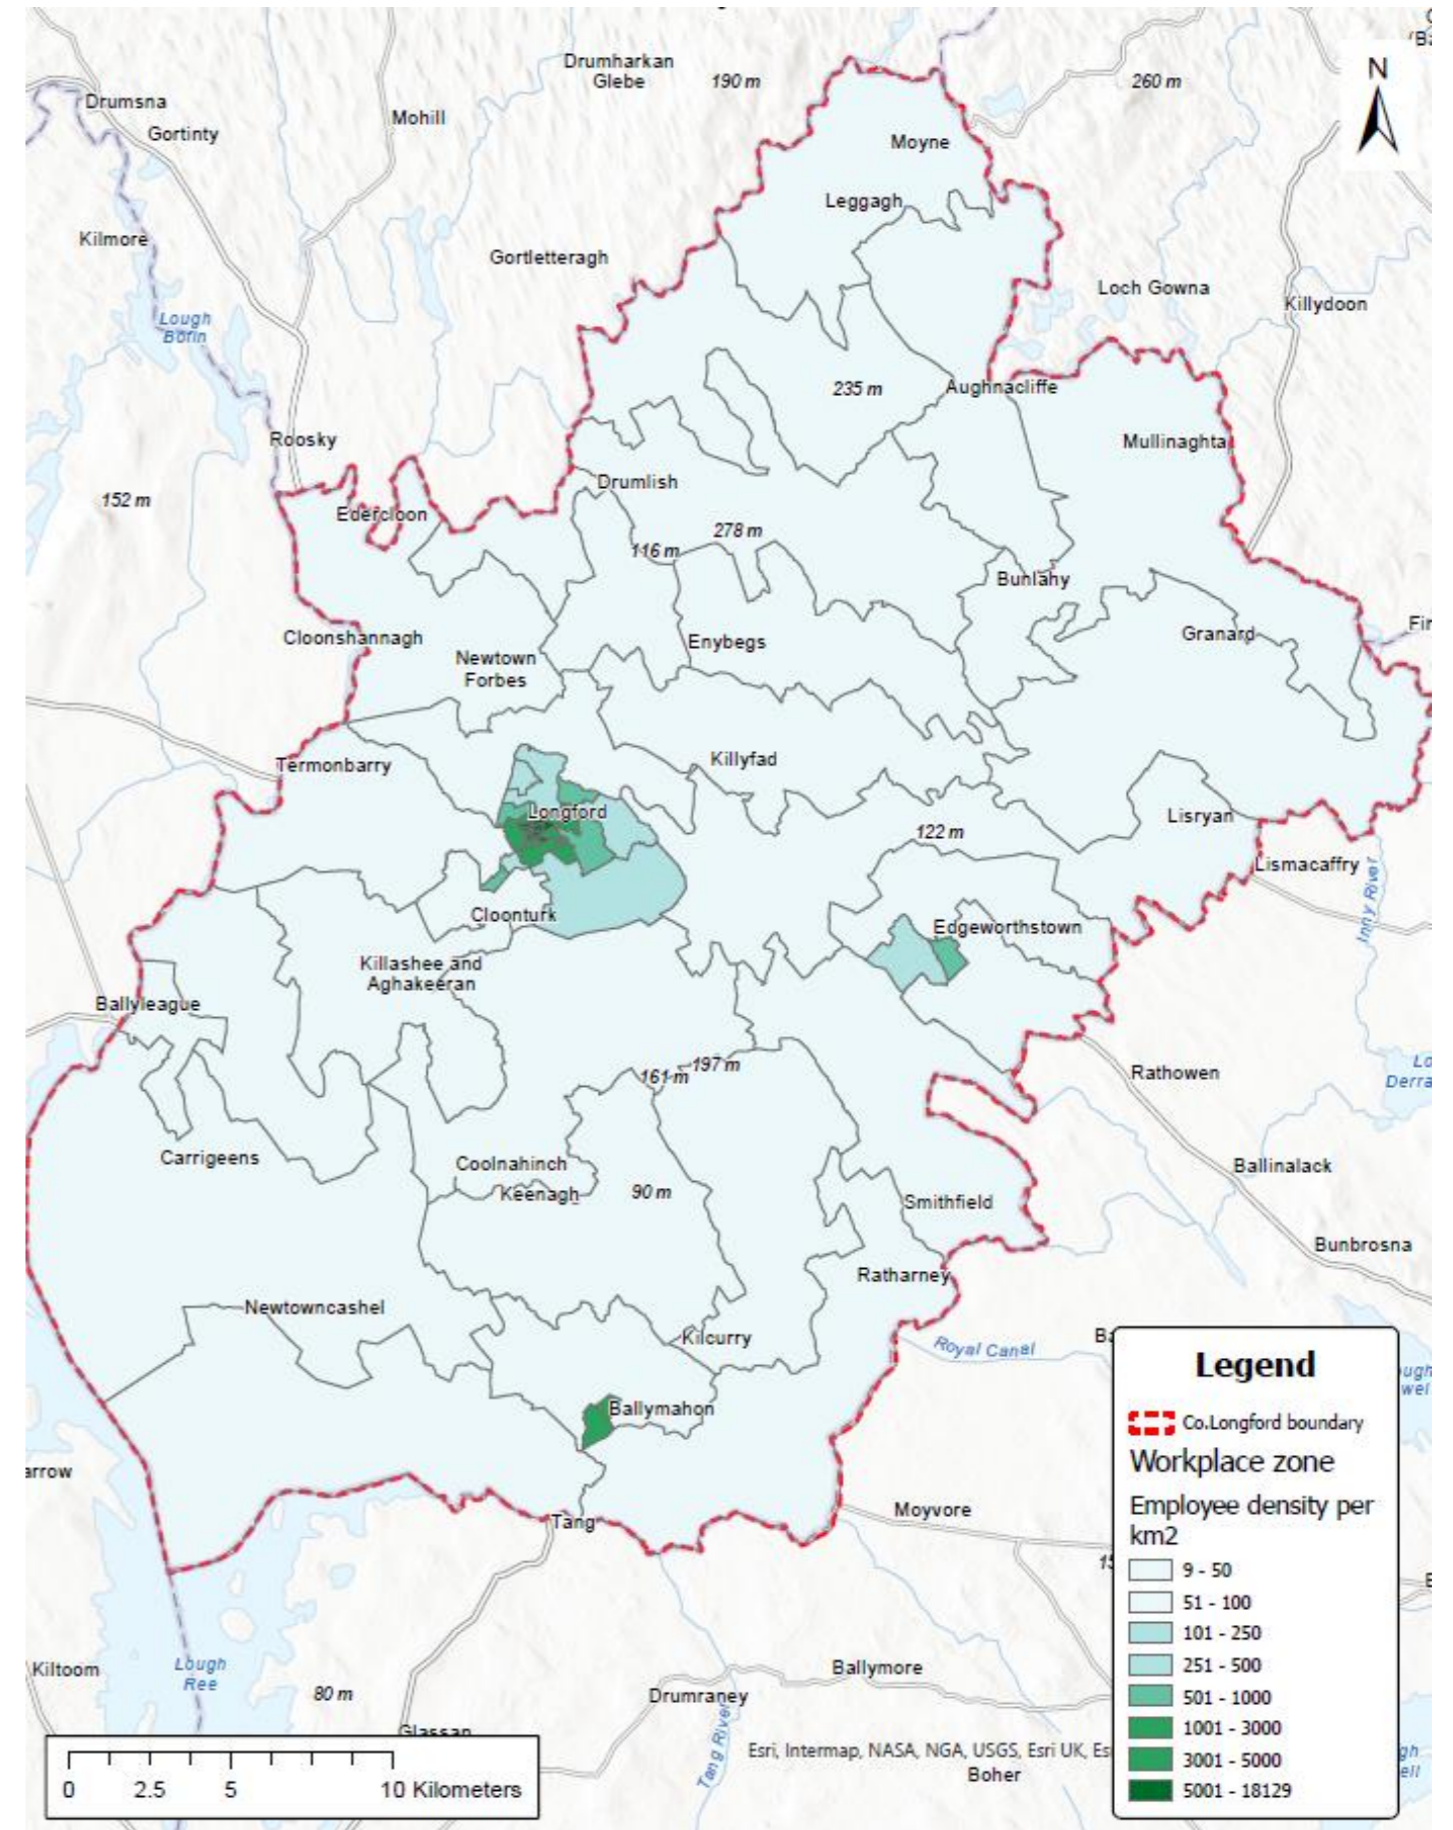 Drumharkan
Glebe
190 m
260 m
N
Drumsna
Gortinty
Mohill
Moyne
Leggagh
Kilmore
Gortletteragh
Loch Gowna
Killydoon
Lough
Bofin
235 m
Aughnacliffe
Roosky
Mullinaghta
Drumlish
152 m
Edercloon
278 m
116 m
Bunlahy
Cloonshannagh
Enybegs
Granard
Newtown
Forbes
Termonbarry
Killyfad
Longford
Lisryan
122 m
Lismacaffry
Inny River
Cloonturk
Edgeworthstown
Killashee and
Aghakeeran
Ballyleague
197 m
161 m
Rathowen
Derra
Carrigeens
Coolnahinch
Keenagh
90 m
Ballinalack
Smithfield
Bunbrosna
Ratharney
Newtowncashel
Kilcurry
Royal Canal
Ballymahon
Legend
Co.Longford boundary
Workplace zone
Employee density per
km2
9 - 50
51 - 100
101 - 250
251 - 500
501 - 1000
1001 - 3000
3001 - 5000
5001 - 18129
arrow
Tang
Moyvore
Kiltoom
Lough
Ree
80 m
Ballymore
Drumraney
Tang River
Glassan
0 2.5 5 10 Kilometers
Esri, Intermap, NASA, NGA, USGS, Esri UK, Es
Boher